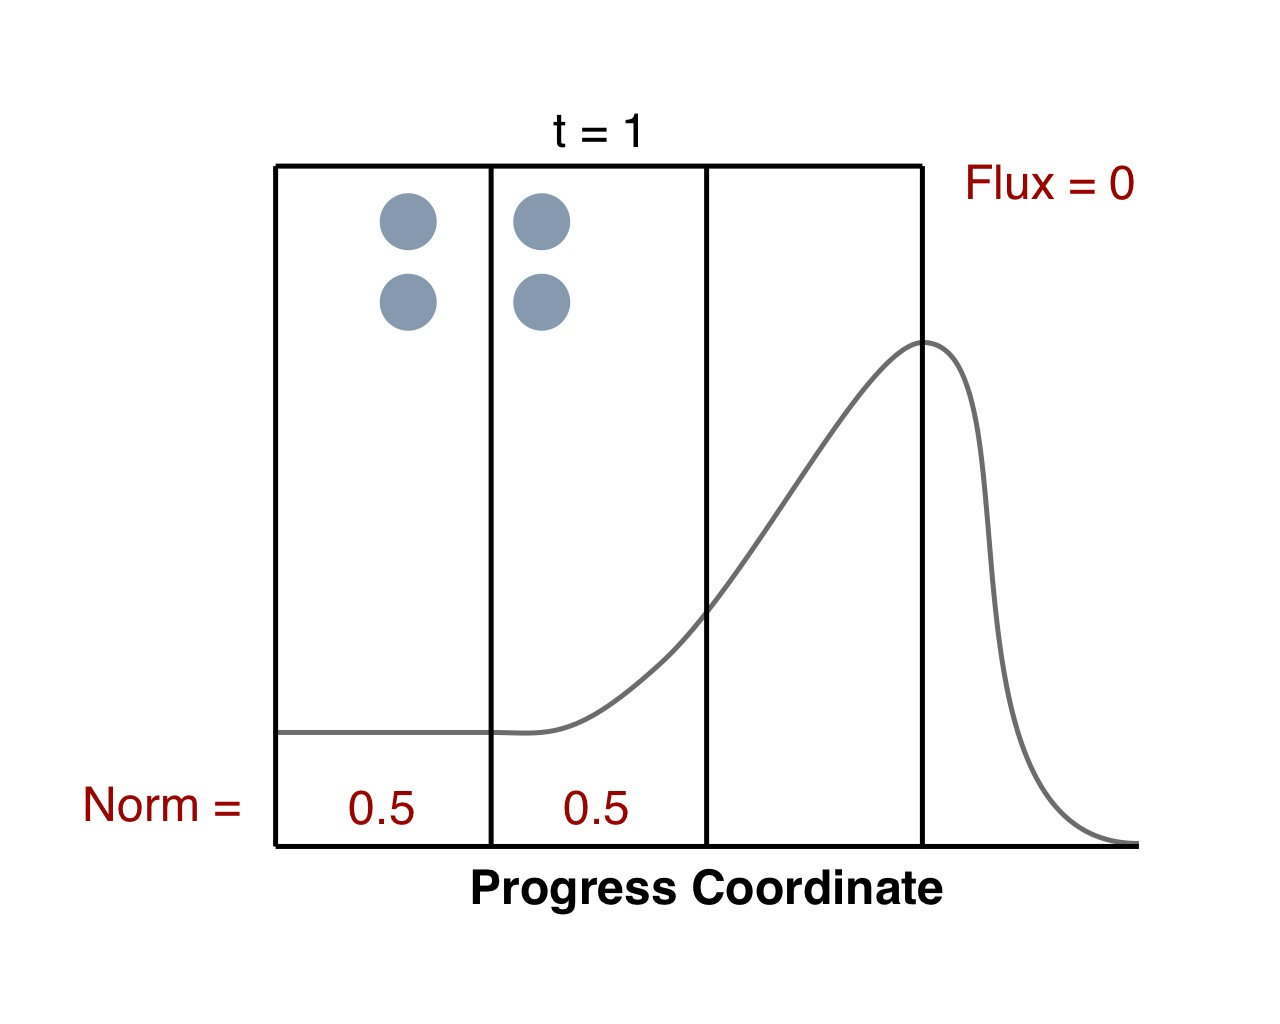 t = 1
Flux = 0
Norm = 0.5 0.5
Progress Coordinate